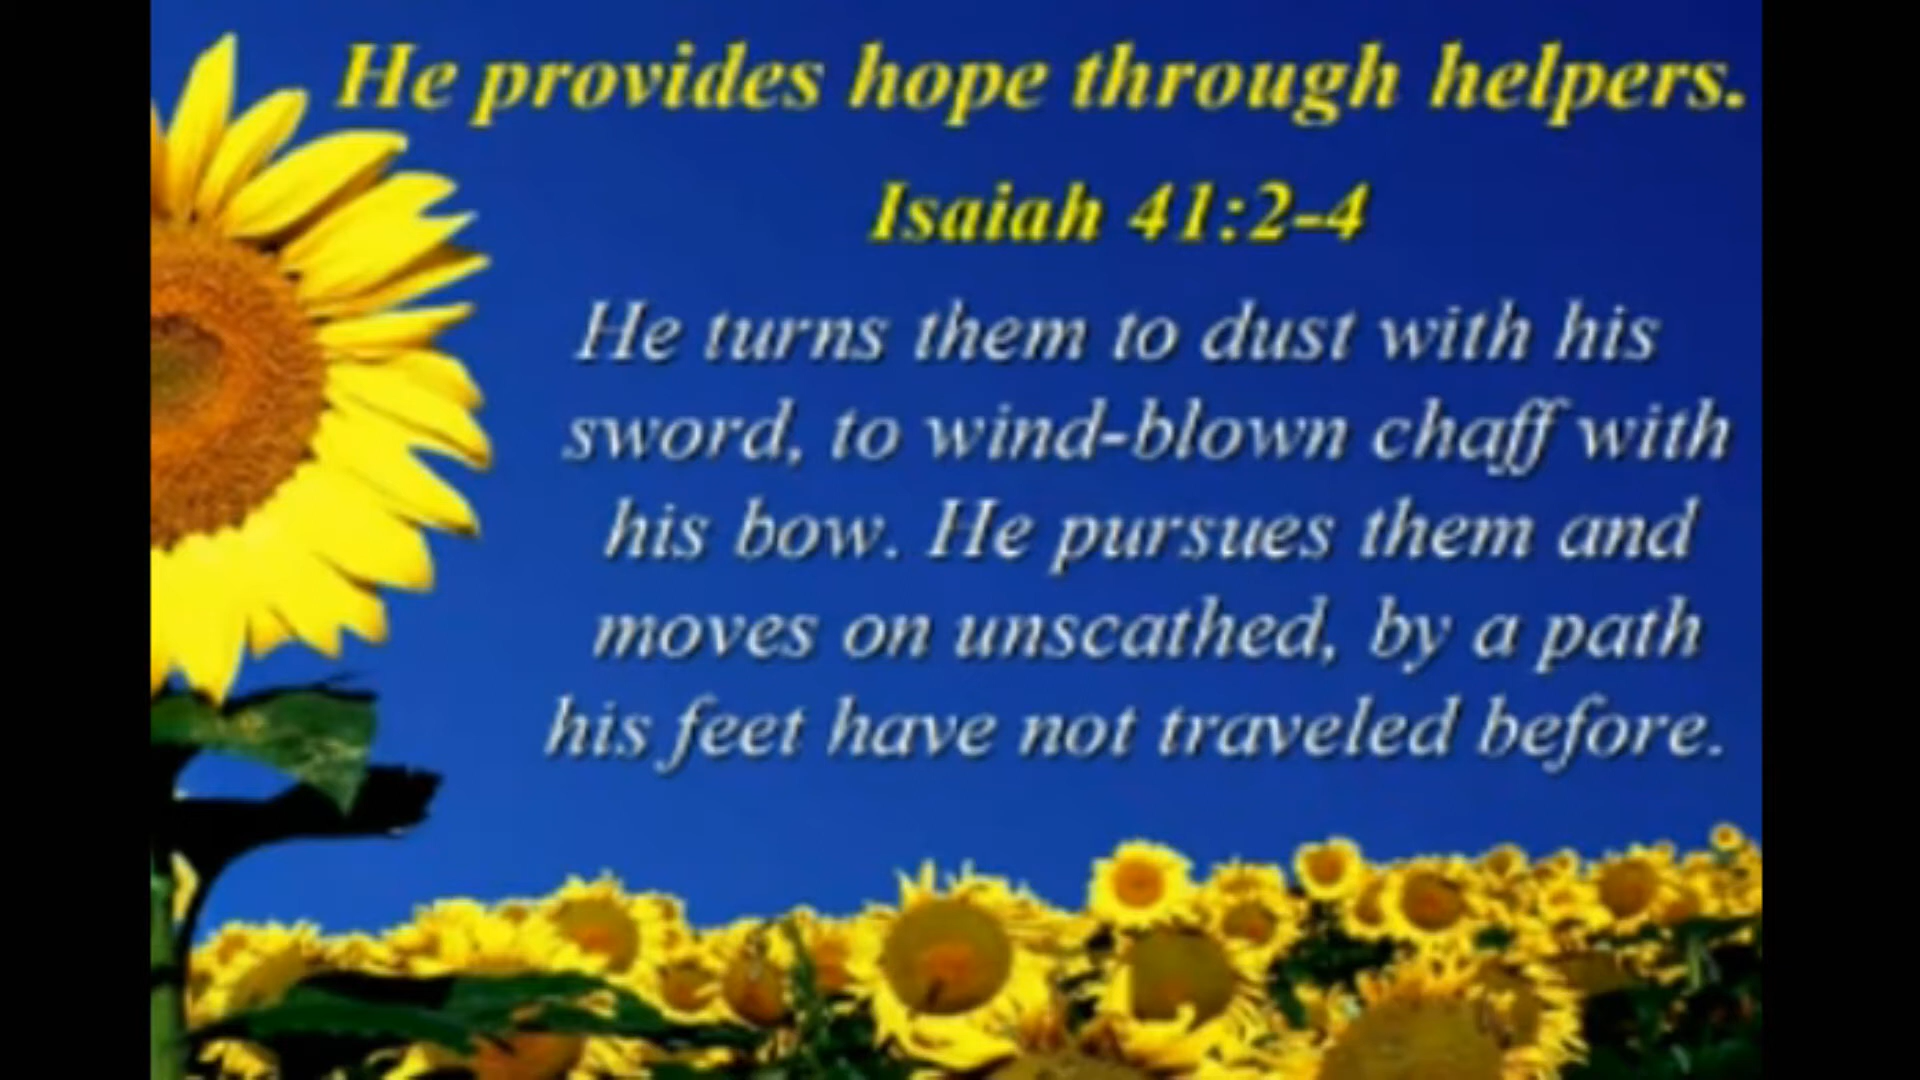 He provides hope through helpers.
Isaiah 41:2-4
He turns them to dust with his
sword, to wind-blown chaff with
his bow. He pursues them and
moves on unscathed, by a path
his feet have not traveled before.